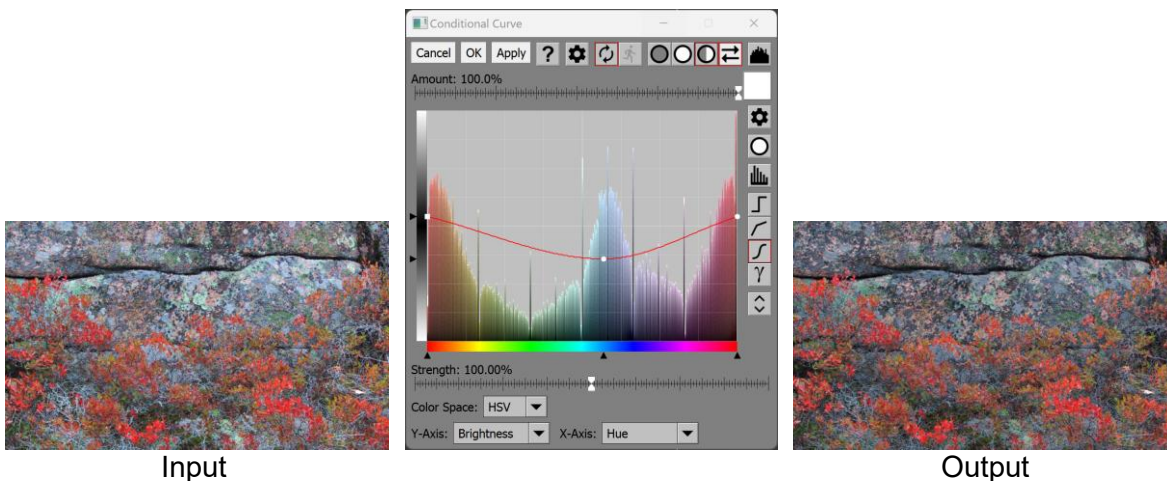 Conditional Curve
Cancel OK Apply ?
Amount: 100.0%
γ
Strength: 100.00%
Color Space: HSV
Y-Axis: Brightness X-Axis: Hue
Input Output